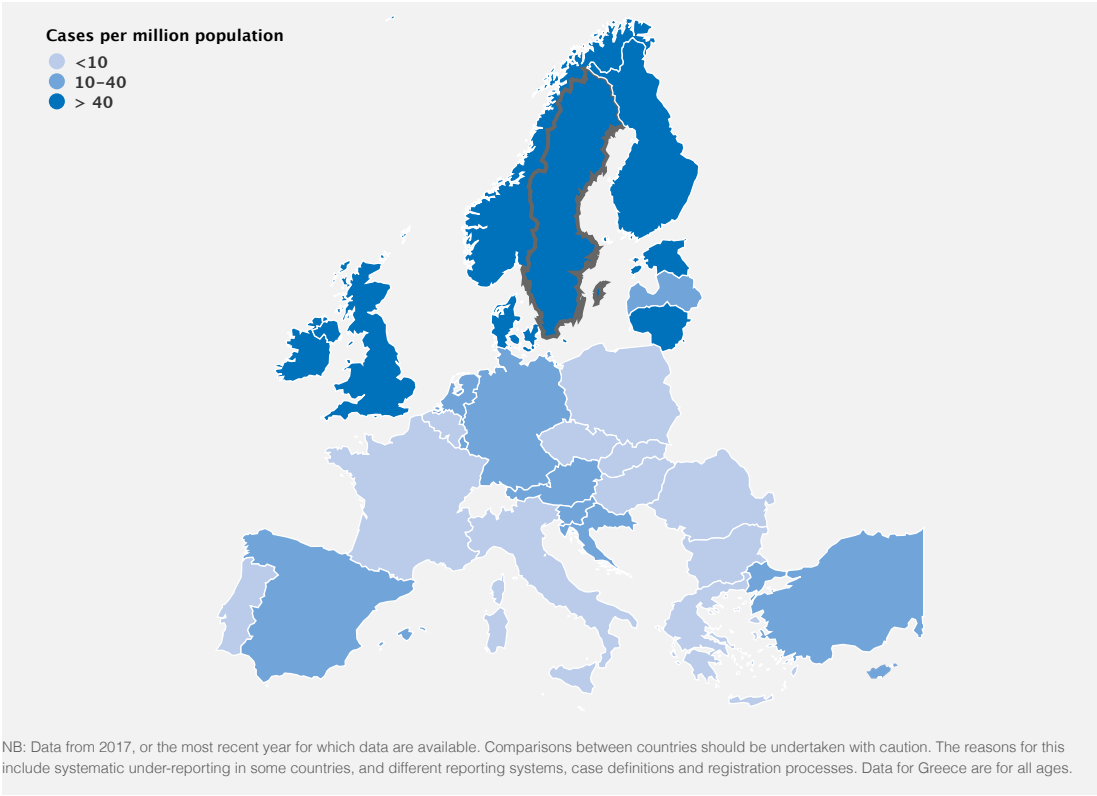 Cases per million population
<10
10–40
> 40
NB: Data from 2017, or the most recent year for which data are available. Comparisons between countries should be undertaken with caution. The reasons for this
include systematic under-reporting in some countries, and different reporting systems, case definitions and registration processes. Data for Greece are for all ages.